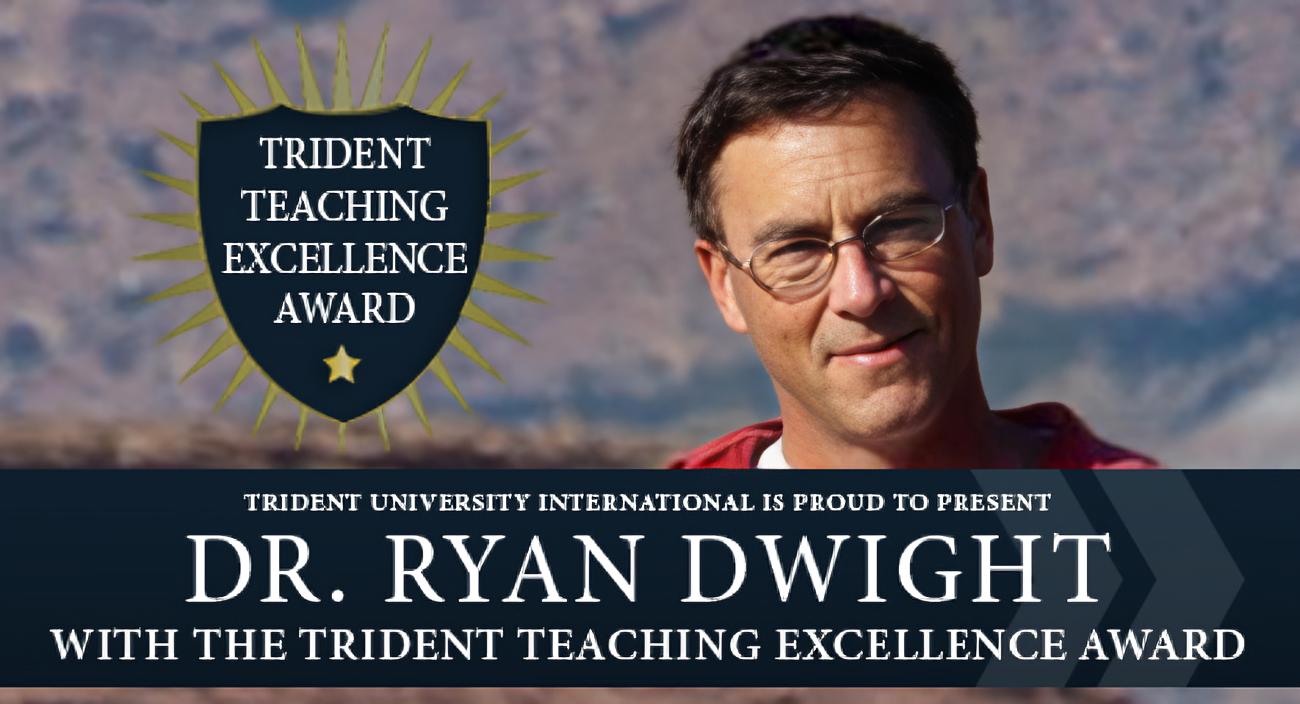 TRIDENT
TEACHING
EXCELLENCE
AWARD
TRIDENT UNIVERSITY INTERNATIONAL IS PROUD TO PRESENT
DR. RYAN DWIGHT
WITH THE TRIDENT TEACHING EXCELLENCE AWARD